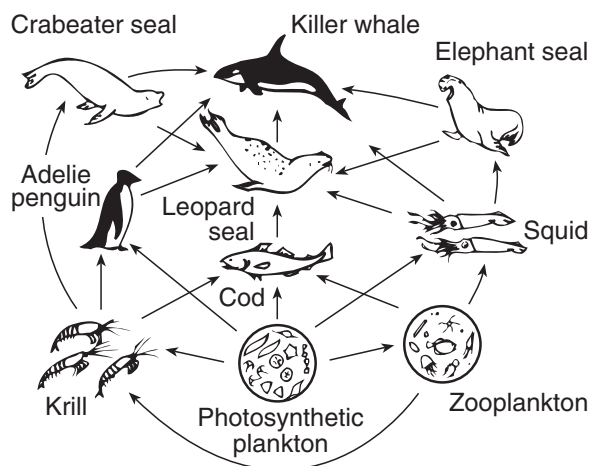 Crabeater seal
Killer whale
Elephant seal
Adelie
penguin
Leopard
seal
Squid
Cod
Krill
Photosynthetic
plankton
Zooplankton